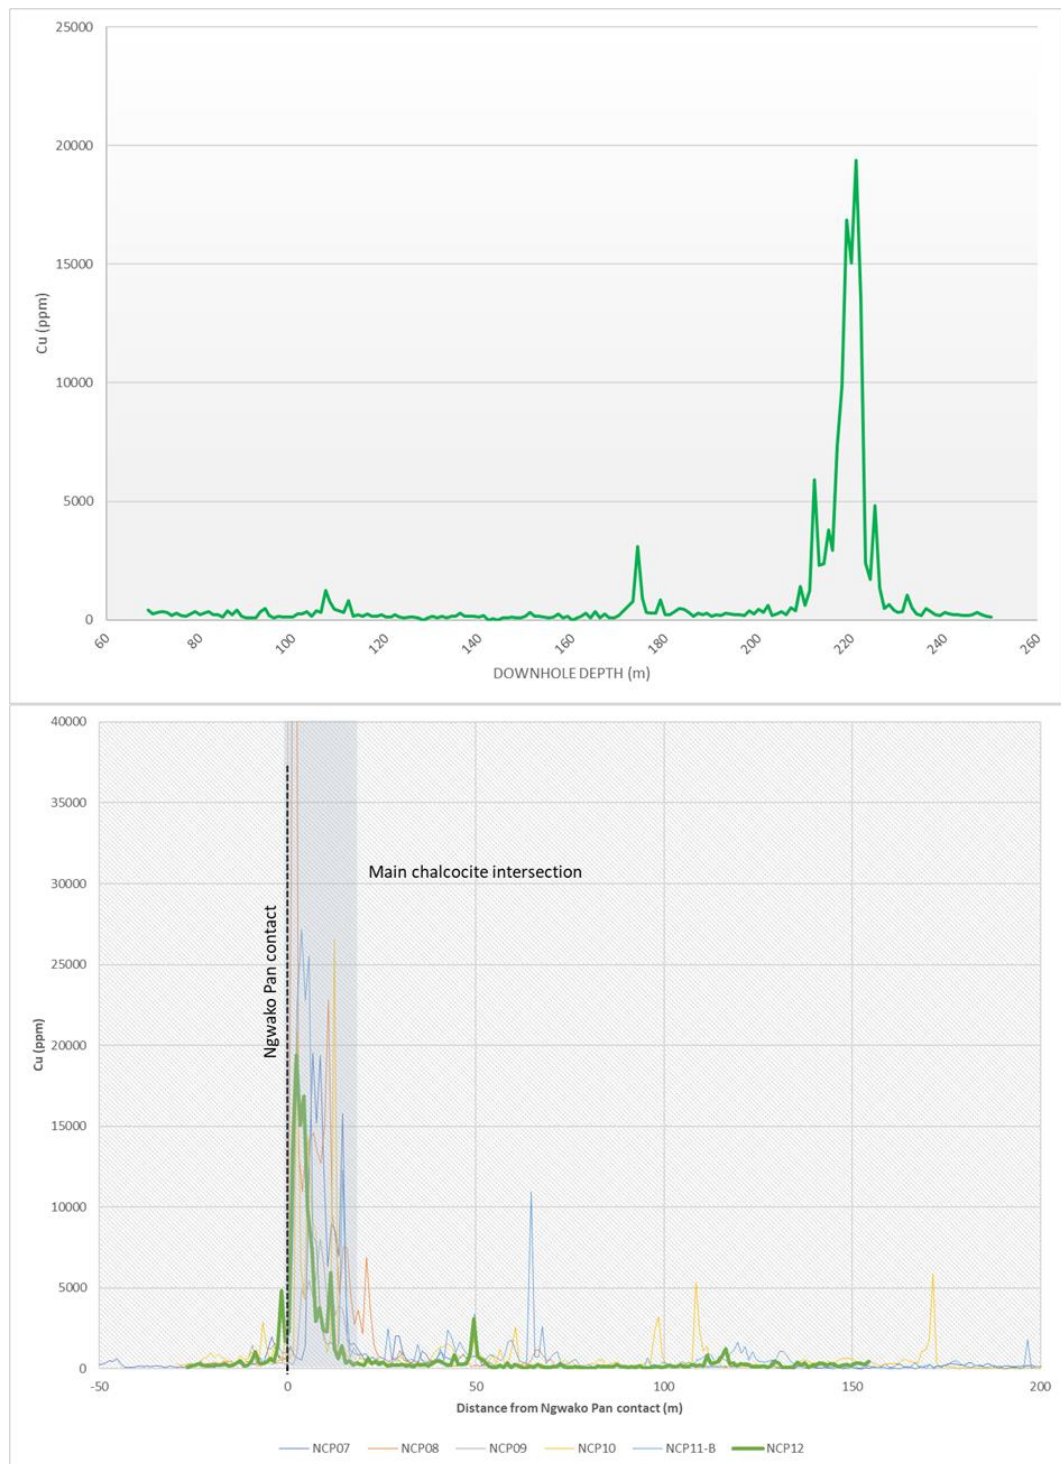 25000
20000
15000
10000
5000
0
Cu (ppm)
60 80 100 120 140 160 180 200 220 240 260
DOWNHOLE DEPTH (m)
40000
35000
30000
25000
20000
15000
10000
5000
0
Cu (ppm)
Ngwako Pan contact
Main chalcocite intersection
-50 0 50 100 150 200
Distance from Ngwako Pan contact (m)
NCP07 NCP08 NCP09 NCP10 NCP11-B NCP12